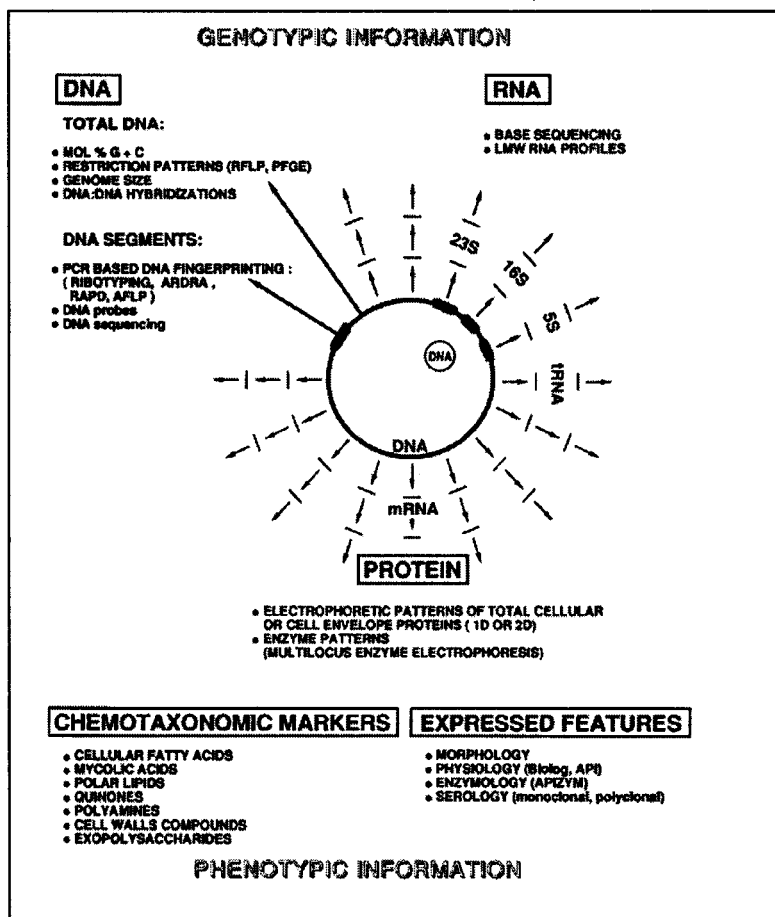 GENOTYPIC INFORMATION
DNA
TOTAL DNA:
• MOL % G + C
• RESTRICTION PATTERNS (RFLP, PFGE)
• GENOME SIZE
• DNA:DNA HYBRIDIZATIONS
DNA SEGMENTS:
• PCR BASED DNA FINGERPRINTING :
( RIBOTYPING, ARDRA ,
RAPD, AFLP )
• DNA probes
• DNA sequencing
RNA
• BASE SEQUENCING
• LMW RNA PROFILES
23S
16S
5S
tRNA
DNA
DNA
mRNA
PROTEIN
• ELECTROPHORETIC PATTERNS OF TOTAL CELLULAR
OR CELL ENVELOPE PROTEINS ( 1D OR 2D)
• ENZYME PATTERNS
(MULTILOCUS ENZYME ELECTROPHORESIS)
CHEMOTAXONOMIC MARKERS
• CELLULAR FATTY ACIDS
• MYCOLIC ACIDS
• POLAR LIPIDS
• QUINONES
• POLYAMINES
• CELL WALLS COMPOUNDS
• EXOPOLYSACCHARIDES
EXPRESSED FEATURES
• MORPHOLOGY
• PHYSIOLOGY (Biolog, API)
• ENZYMOLOGY (APIZYM)
• SEROLOGY (monoclonal, polyclonal)
PHENOTYPIC INFORMATION